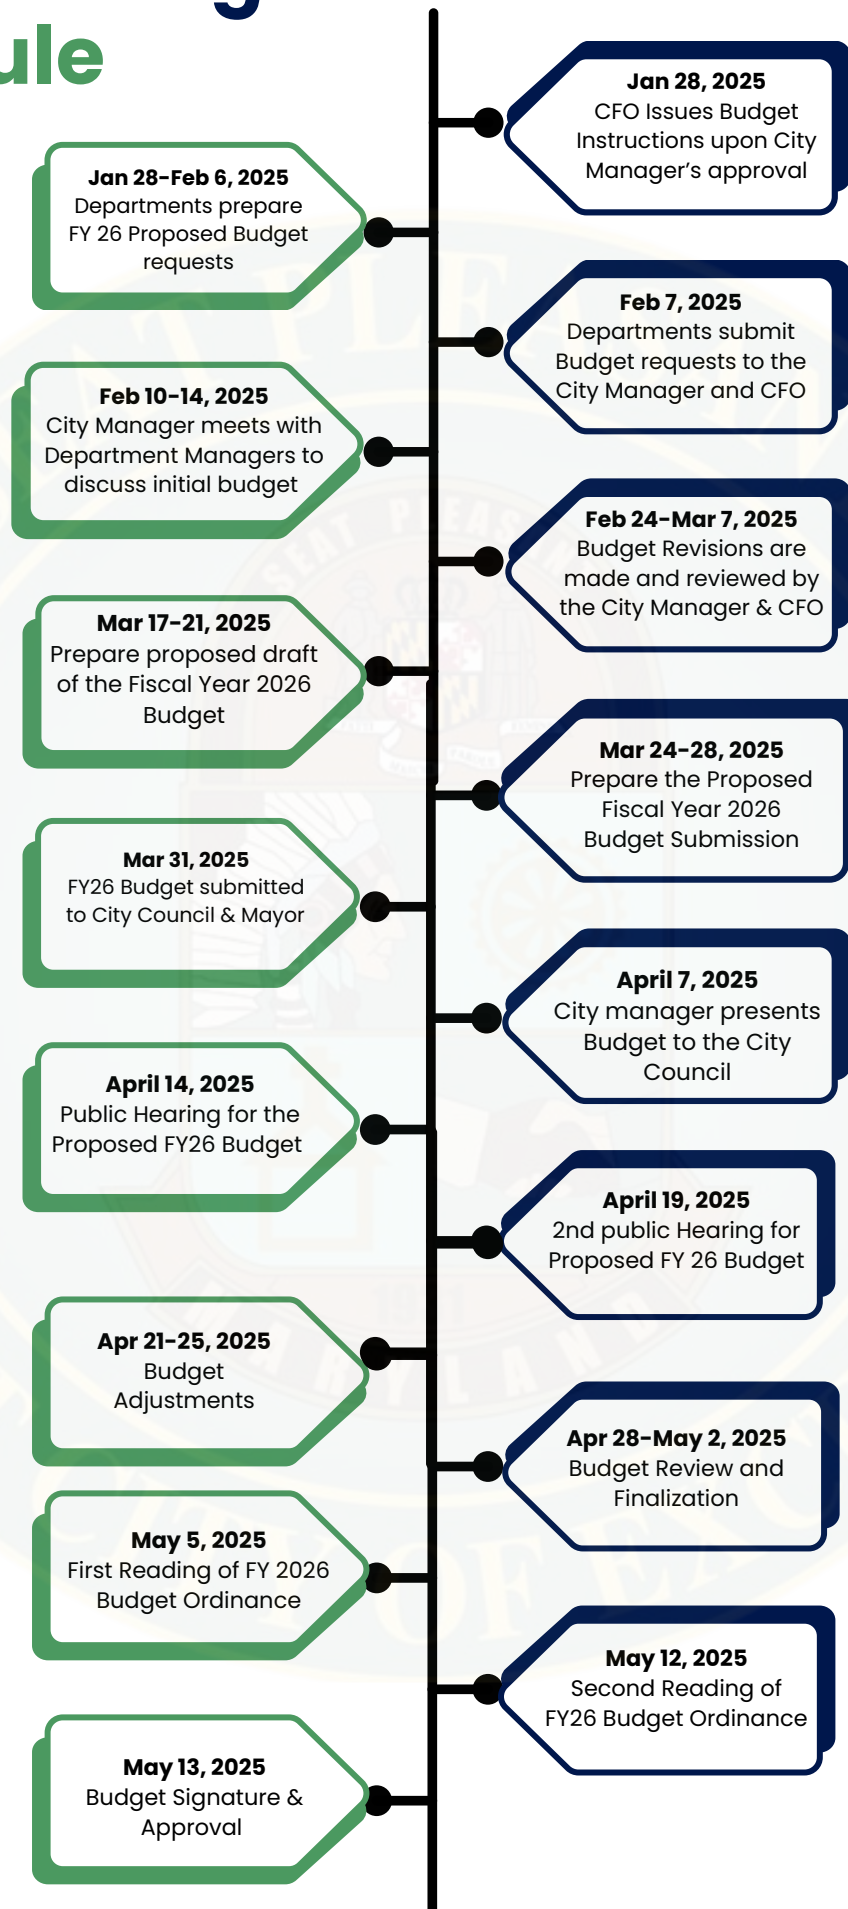 ule
Jan 28, 2025
CFO Issues Budget
Instructions upon City
Manager’s approval
Jan 28-Feb 6, 2025
Departments prepare
FY 26 Proposed Budget
requests
Feb 7, 2025
Departments submit
Budget requests to the
City Manager and CFO
Feb 10-14, 2025
City Manager meets with
Department Managers to
discuss initial budget
Feb 24-Mar 7, 2025
Budget Revisions are
made and reviewed by
the City Manager & CFO
Mar 17-21, 2025
Prepare proposed draft
of the Fiscal Year 2026
Budget
Mar 24-28, 2025
Prepare the Proposed
Fiscal Year 2026
Budget Submission
Mar 31, 2025
FY26 Budget submitted
to City Council & Mayor
April 7, 2025
City manager presents
Budget to the City
Council
April 14, 2025
Public Hearing for the
Proposed FY26 Budget
April 19, 2025
2nd public Hearing for
Proposed FY 26 Budget
Apr 21-25, 2025
Budget
Adjustments
Apr 28-May 2, 2025
Budget Review and
Finalization
May 5, 2025
First Reading of FY 2026
Budget Ordinance
May 12, 2025
Second Reading of
FY26 Budget Ordinance
May 13, 2025
Budget Signature &
Approval
SEAT PLEASANT
MARYLAND
CITY OF EXC